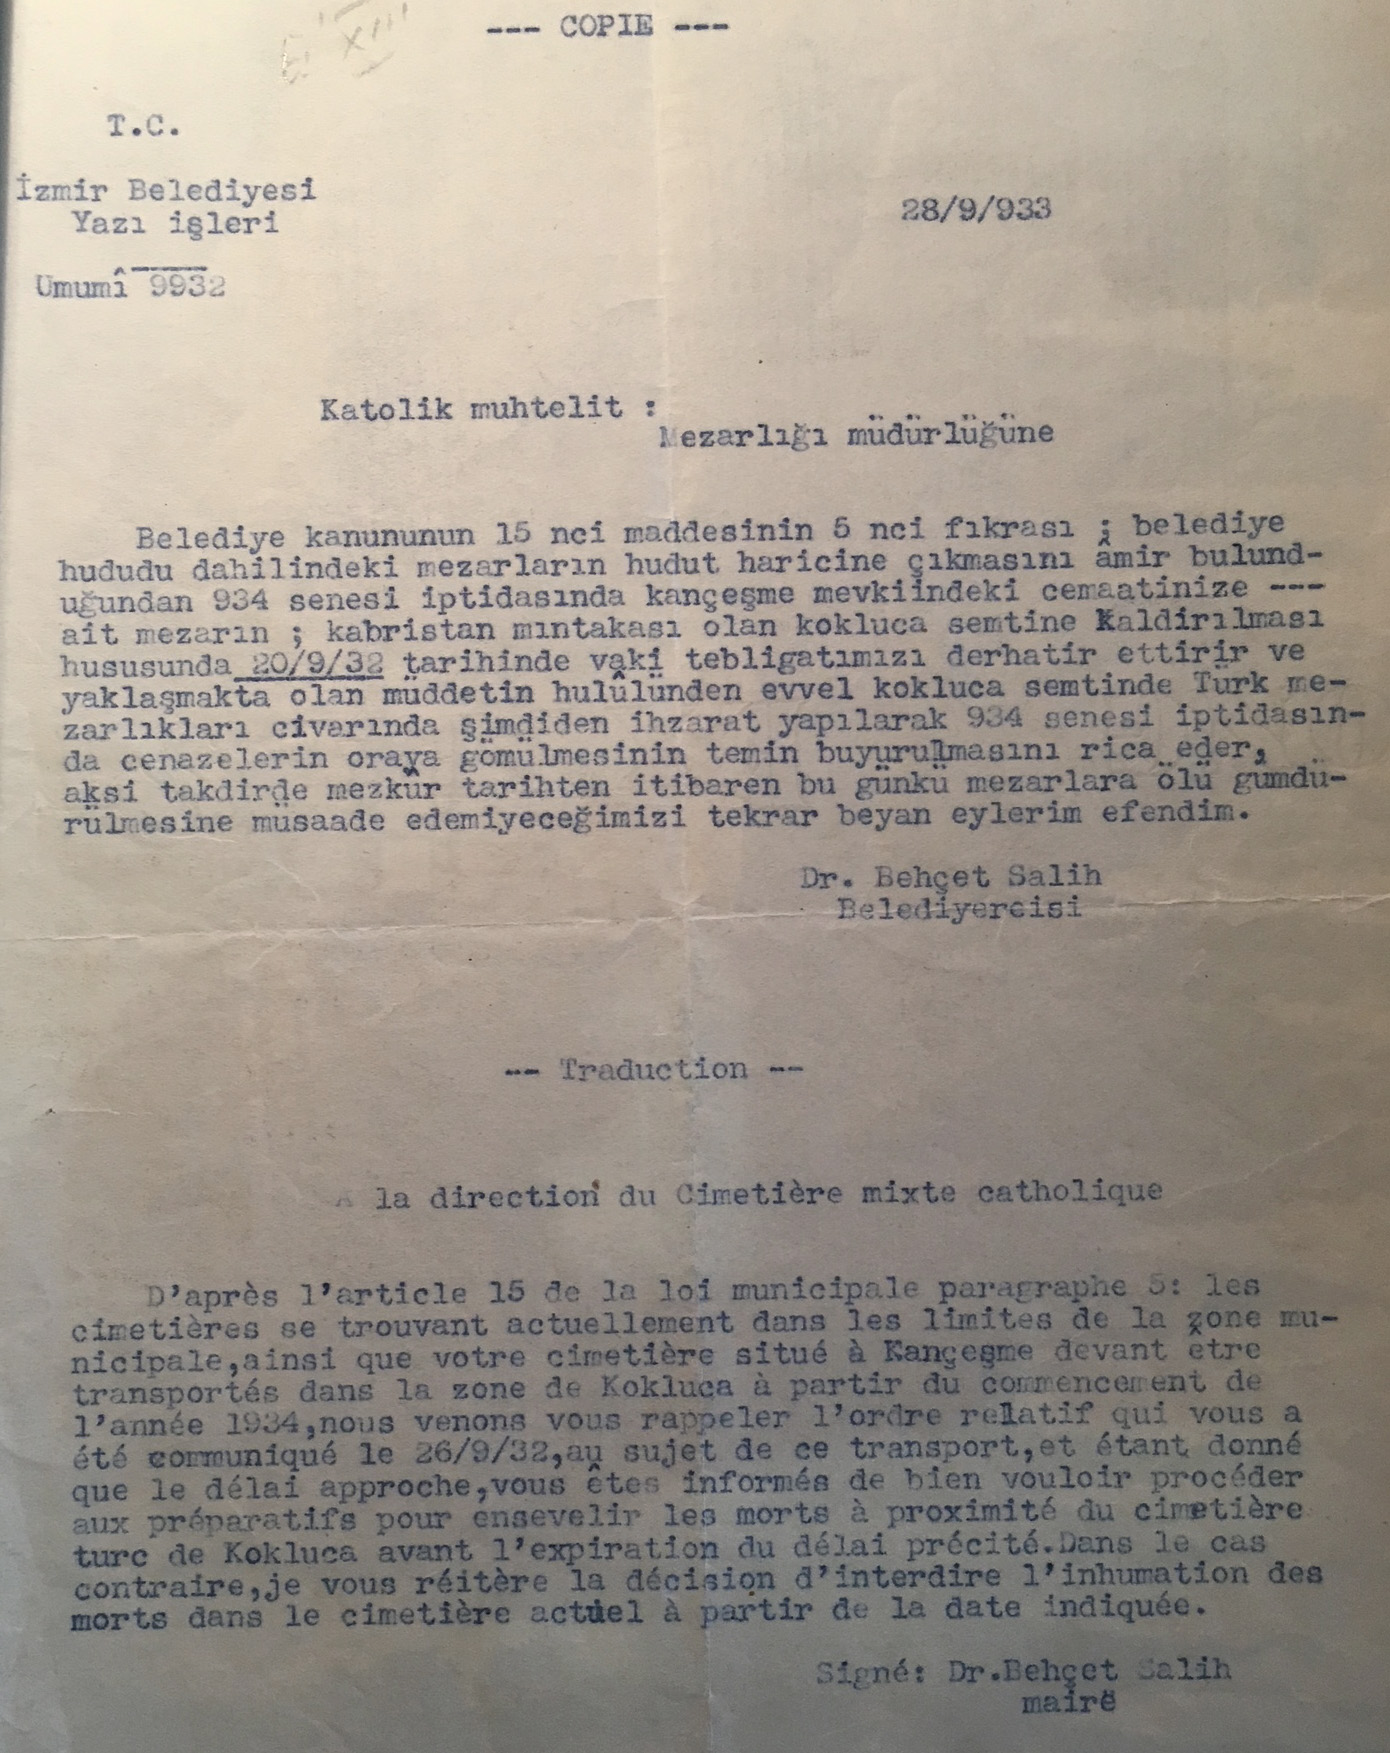 --- COPIE ---
T.C.
İzmir Belediyesi
Yazı işleri
28/9/933
Umumî 9932
Katolik muhtelit :
Mezarlığı müdürlüğüne
Belediye kanununun 15 nci maddesinin 5 nci fıkrası ; belediye
hududu dahilindeki mezarların hudut haricine çıkmasını âmir bulund-
uğundan 934 senesi iptidasında kançeşme mevkiindeki cemaatinize ---
ait mezarın ; kabristan mıntakası olan kokluca semtine Kaldirılması
hususunda 20/9/32 tarihinde vaki tebligatımızı derhatir ettirir ve
yaklaşmakta olan müddetin hulûlünden evvel kokluca semtinde Türk me-
zarlıkları civarında şimdiden ihzarat yapılarak 934 senesi iptidasın-
da cenazelerin oraya gömülmesinin temin buyurulmasını rica eder,
aksi takdirde mezkûr tarihten itibaren bu günkü mezarlara ölü gümdü-
rülmesine müsaade edemiyeceğimizi tekrar beyan eylerim efendim.
Dr. Behçet Salih
Belediyereisi
-- Traduction --
A la direction du Cimetière mixte catholique
D'après l'article 15 de la loi municipale paragraphe 5: les
cimetières se trouvant actuellement dans les limites de la zone mu-
nicipale,ainsi que votre cimetière situé à Kançeşme devant être
transportés dans la zone de Kokluca à partir du commencement de
l'année 1934,nous venons vous rappeler l'ordre relatif qui vous a
été communiqué le 26/9/32,au sujet de ce transport,et étant donné
que le délai approche,vous êtes informés de bien vouloir procéder
aux préparatifs pour ensevelir les morts à proximité du cimetière
turc de Kokluca avant l'expiration du délai précité.Dans le cas
contraire,je vous réitère la décision d'interdire l'inhumation des
morts dans le cimetière actuel à partir de la date indiquée.
Signé: Dr.Behçet Salih
maire